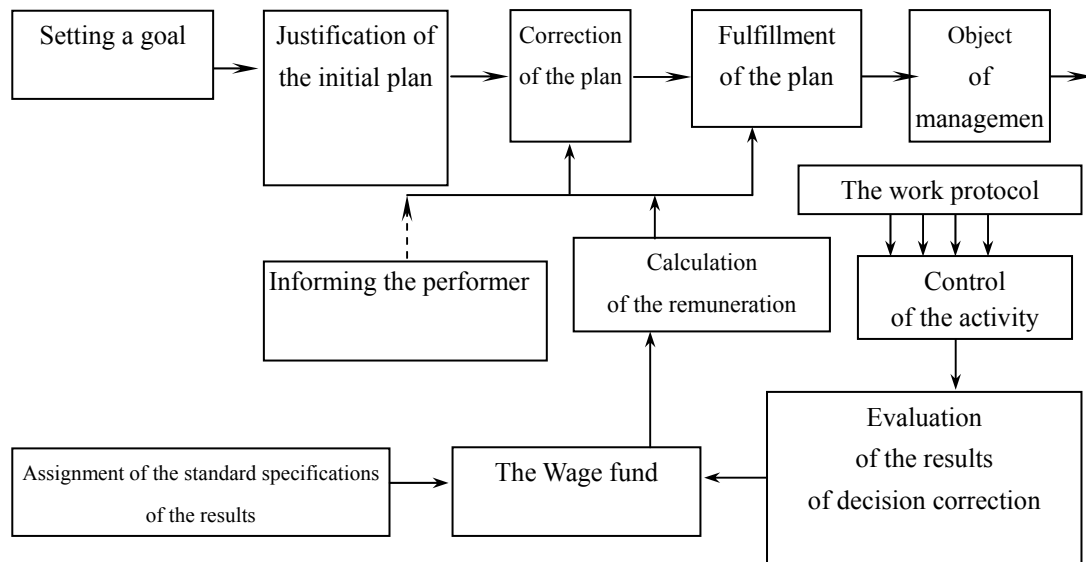 Setting a goal
Justification of
the initial plan
Correction
of the plan
Fulfillment
of the plan
Object
of
managemen
The work protocol
Informing the performer
Calculation
of the remuneration
Control
of the activity
Assignment of the standard specifications
of the results
The Wage fund
Evaluation
of the results
of decision correction